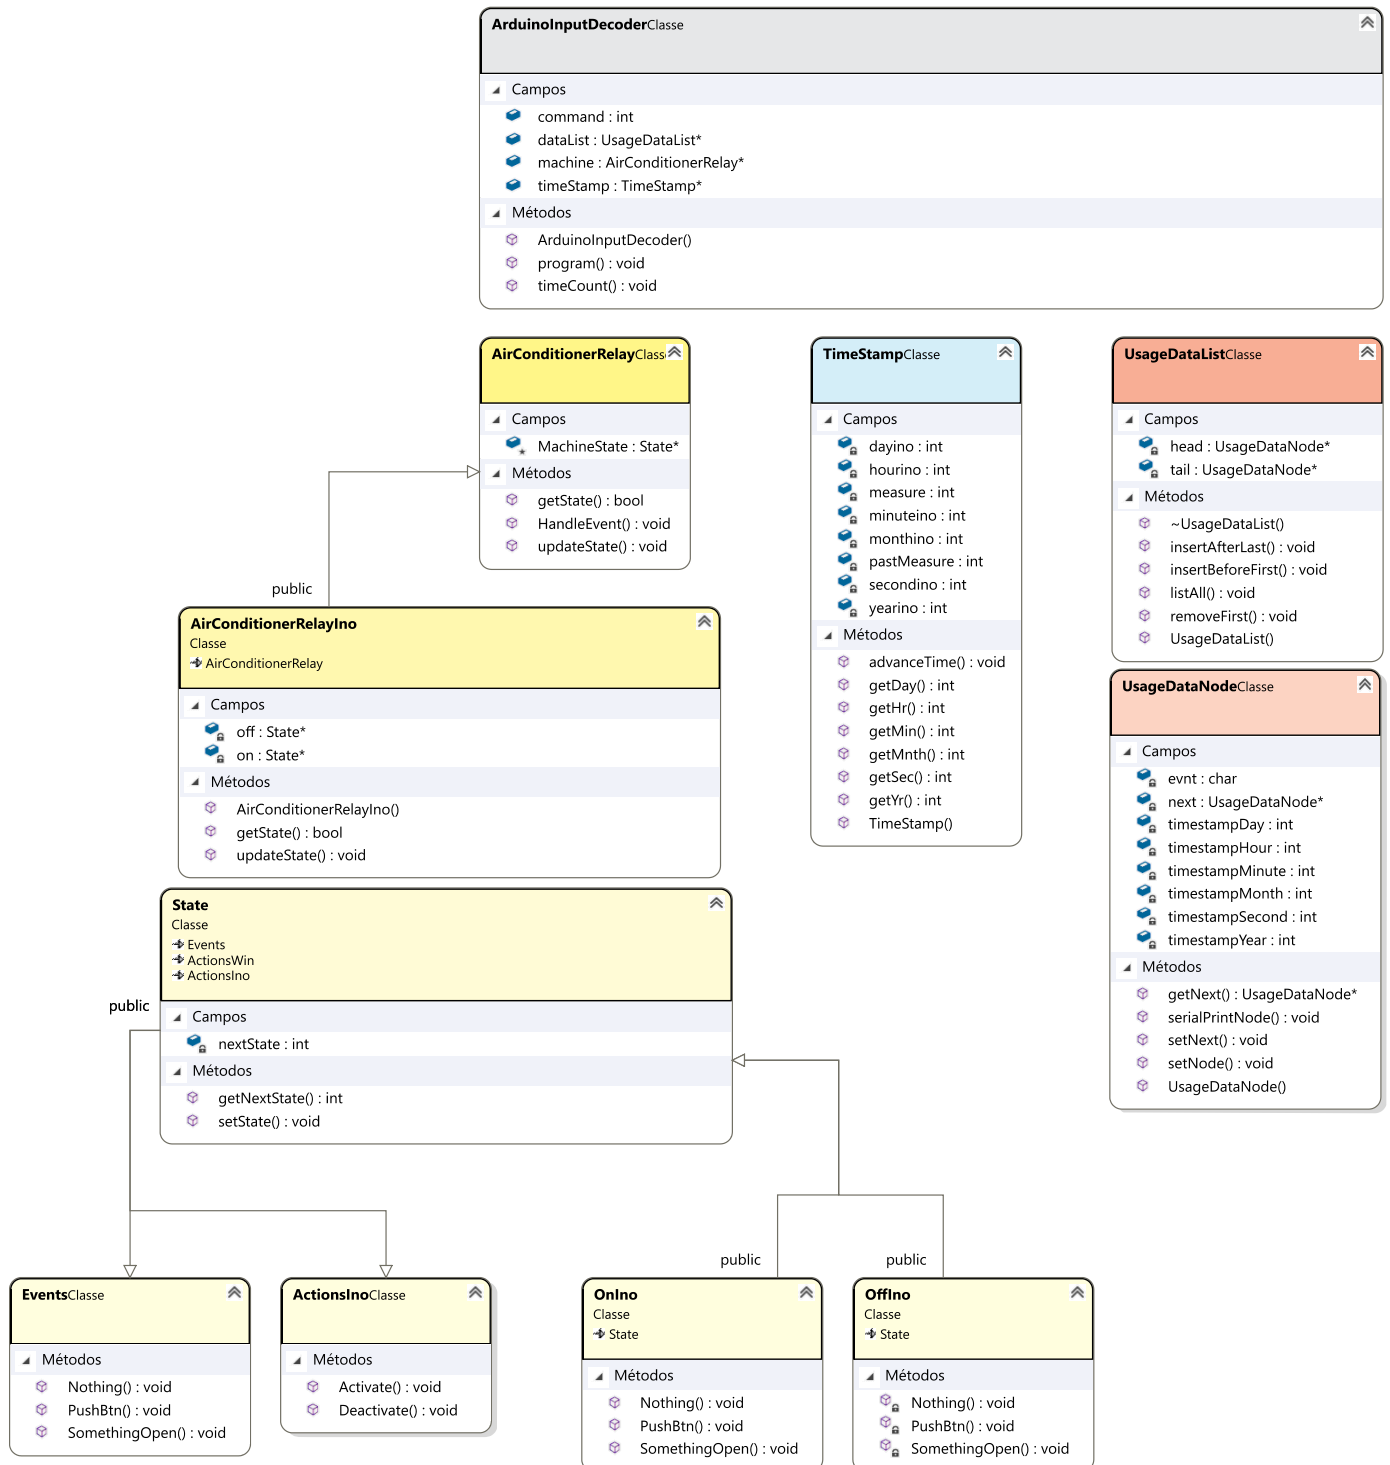 ArduinoInputDecoderClasse
Campos
command : int
dataList : UsageDataList*
machine : AirConditionerRelay*
timeStamp : TimeStamp*
Métodos
ArduinoInputDecoder()
program() : void
timeCount() : void
AirConditionerRelayClasse
Campos
MachineState : State*
Métodos
getState() : bool
HandleEvent() : void
updateState() : void
TimeStampClasse
Campos
dayino : int
hourino : int
measure : int
minuteino : int
monthino : int
pastMeasure : int
secondino : int
yearino : int
Métodos
advanceTime() : void
getDay() : int
getHr() : int
getMin() : int
getMnth() : int
getSec() : int
getYr() : int
TimeStamp()
UsageDataListClasse
Campos
head : UsageDataNode*
tail : UsageDataNode*
Métodos
~UsageDataList()
insertAfterLast() : void
insertBeforeFirst() : void
listAll() : void
removeFirst() : void
UsageDataList()
UsageDataNodeClasse
Campos
evnt : char
next : UsageDataNode*
timestampDay : int
timestampHour : int
timestampMinute : int
timestampMonth : int
timestampSecond : int
timestampYear : int
Métodos
getNext() : UsageDataNode*
serialPrintNode() : void
setNext() : void
setNode() : void
UsageDataNode()
public
AirConditionerRelayIno
Classe
AirConditionerRelay
Campos
off : State*
on : State*
Métodos
AirConditionerRelayIno()
getState() : bool
updateState() : void
State
Classe
Events
ActionsWin
ActionsIno
public
Campos
nextState : int
Métodos
getNextState() : int
setState() : void
public
public
EventsClasse
Métodos
Nothing() : void
PushBtn() : void
SomethingOpen() : void
ActionsInoClasse
Métodos
Activate() : void
Deactivate() : void
OnIno
Classe
State
Métodos
Nothing() : void
PushBtn() : void
SomethingOpen() : void
OffIno
Classe
State
Métodos
Nothing() : void
PushBtn() : void
SomethingOpen() : void